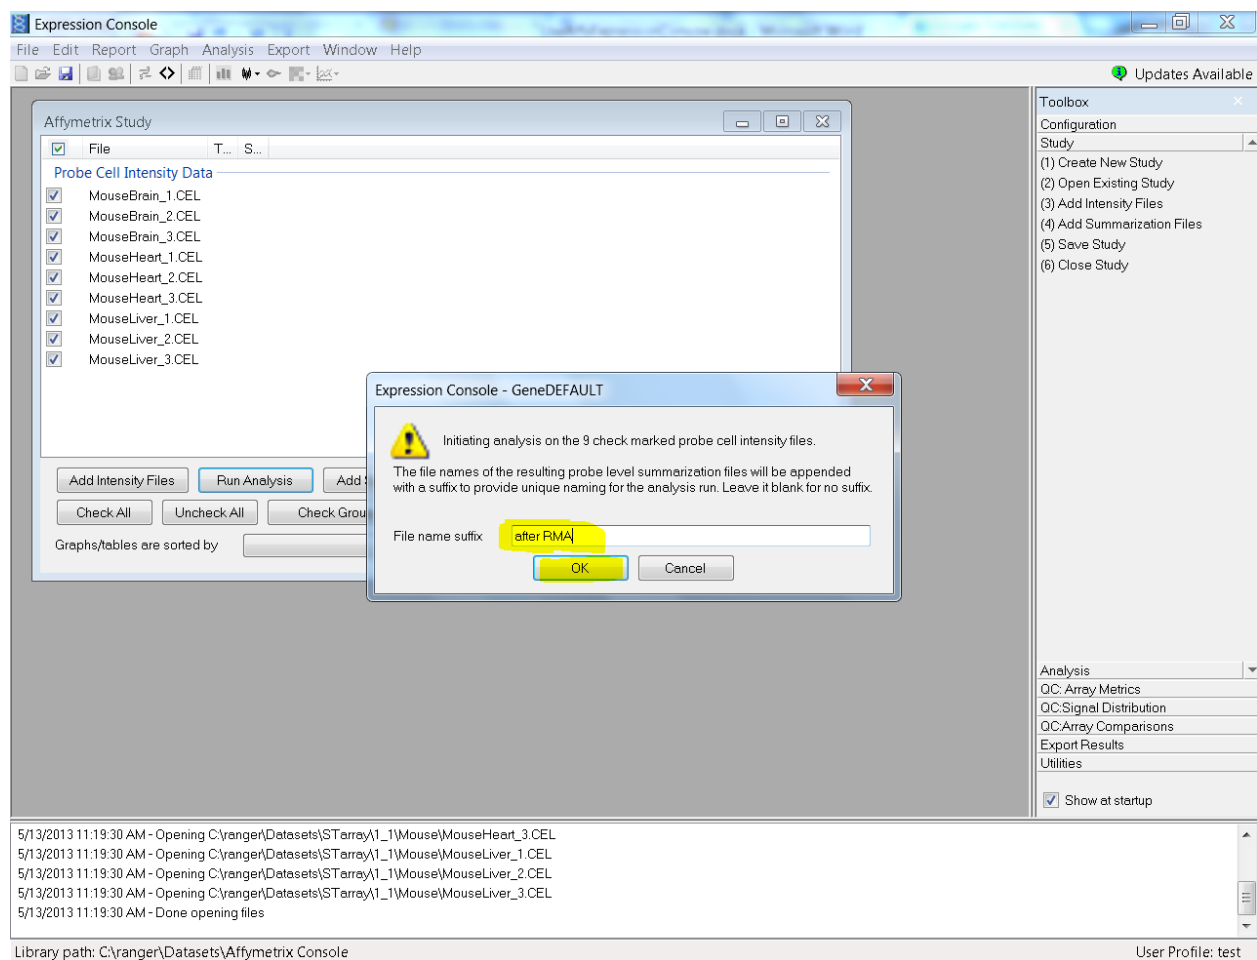 Expression Console
File Edit Report Graph Analysis Export Window Help
Updates Available
Affymetrix Study
File T... S...
Probe Cell Intensity Data
MouseBrain_1.CEL
MouseBrain_2.CEL
MouseBrain_3.CEL
MouseHeart_1.CEL
MouseHeart_2.CEL
MouseHeart_3.CEL
MouseLiver_1.CEL
MouseLiver_2.CEL
MouseLiver_3.CEL
Add Intensity Files Run Analysis Add
Check All Uncheck All Check Grou
Graphs/tables are sorted by
Expression Console - GeneDEFAULT
Initiating analysis on the 9 check marked probe cell intensity files.
The file names of the resulting probe level summarization files will be appended
with a suffix to provide unique naming for the analysis run. Leave it blank for no suffix.
File name suffix after RMA
OK Cancel
Toolbox
Configuration
Study
(1) Create New Study
(2) Open Existing Study
(3) Add Intensity Files
(4) Add Summarization Files
(5) Save Study
(6) Close Study
Analysis
QC: Array Metrics
QC:Signal Distribution
QC:Array Comparisons
Export Results
Utilities
Show at startup
5/13/2013 11:19:30 AM - Opening C:\ranger\Datasets\STarray\1_1\Mouse\MouseHeart_3.CEL
5/13/2013 11:19:30 AM - Opening C:\ranger\Datasets\STarray\1_1\Mouse\MouseLiver_1.CEL
5/13/2013 11:19:30 AM - Opening C:\ranger\Datasets\STarray\1_1\Mouse\MouseLiver_2.CEL
5/13/2013 11:19:30 AM - Opening C:\ranger\Datasets\STarray\1_1\Mouse\MouseLiver_3.CEL
5/13/2013 11:19:30 AM - Done opening files
Library path: C:\ranger\Datasets\Affymetrix Console
User Profile: test